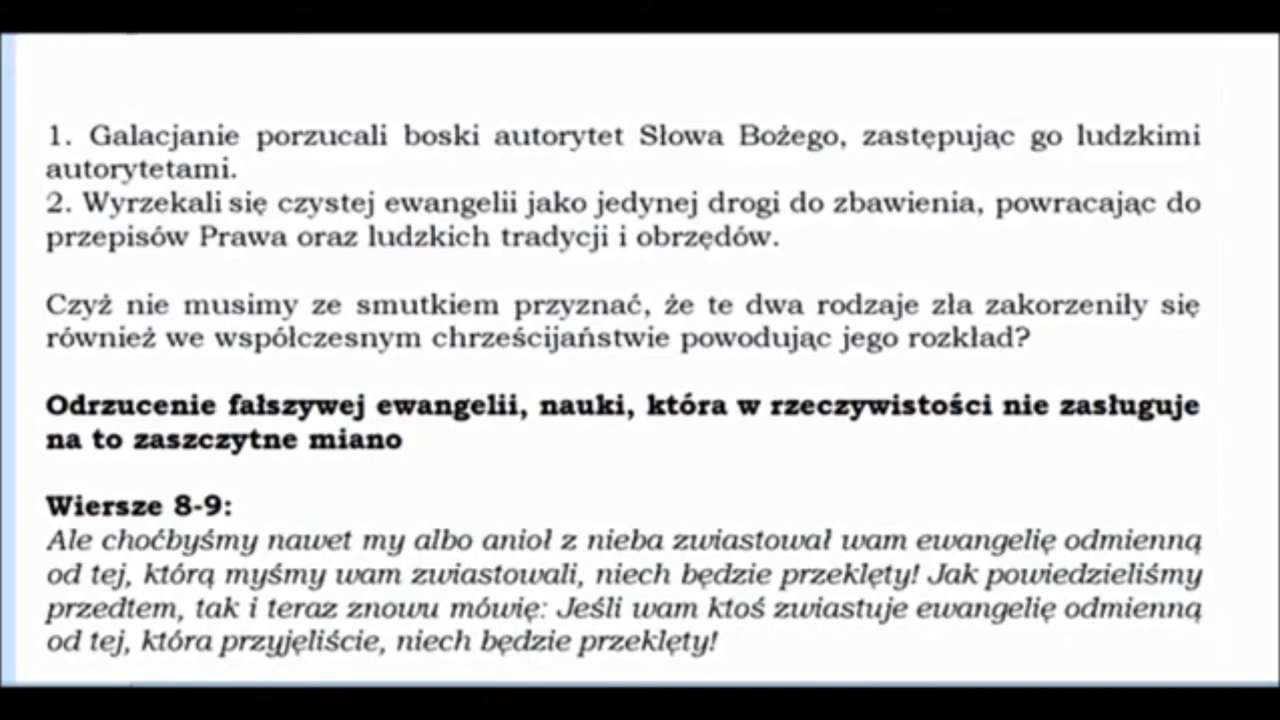 1. Galacjanie porzucali boski autorytet Słowa Bożego, zastępując go ludzkimi
autorytetami.
2. Wyrzekali się czystej ewangelii jako jedynej drogi do zbawienia, powracając do
przepisów Prawa oraz ludzkich tradycji i obrzędów.
Czyż nie musimy ze smutkiem przyznać, że te dwa rodzaje zła zakorzeniły się
również we współczesnym chrześcijaństwie powodując jego rozkład?
Odrzucenie fałszywej ewangelii, nauki, która w rzeczywistości nie zasługuje
na to zaszczytne miano
Wiersze 8-9:
Ale choćbyśmy nawet my albo anioł z nieba zwiastował wam ewangelię odmienną
od tej, którą myśmy wam zwiastowali, niech będzie przeklęty! Jak powiedzieliśmy
przedtem, tak i teraz znowu mówię: Jeśli wam ktoś zwiastuje ewangelię odmienną
od tej, która przyjęliście, niech będzie przeklęty!